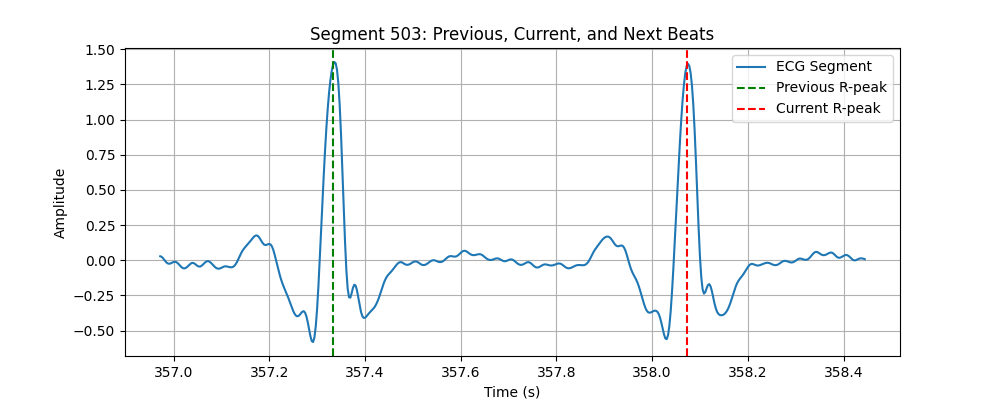 Segment 503: Previous, Current, and Next Beats
1.50
1.25
1.00
0.75
0.50
0.25
0.00
−0.25
−0.50
Amplitude
ECG Segment
Previous R-peak
Current R-peak
357.0 357.2 357.4 357.6 357.8 358.0 358.2 358.4
Time (s)